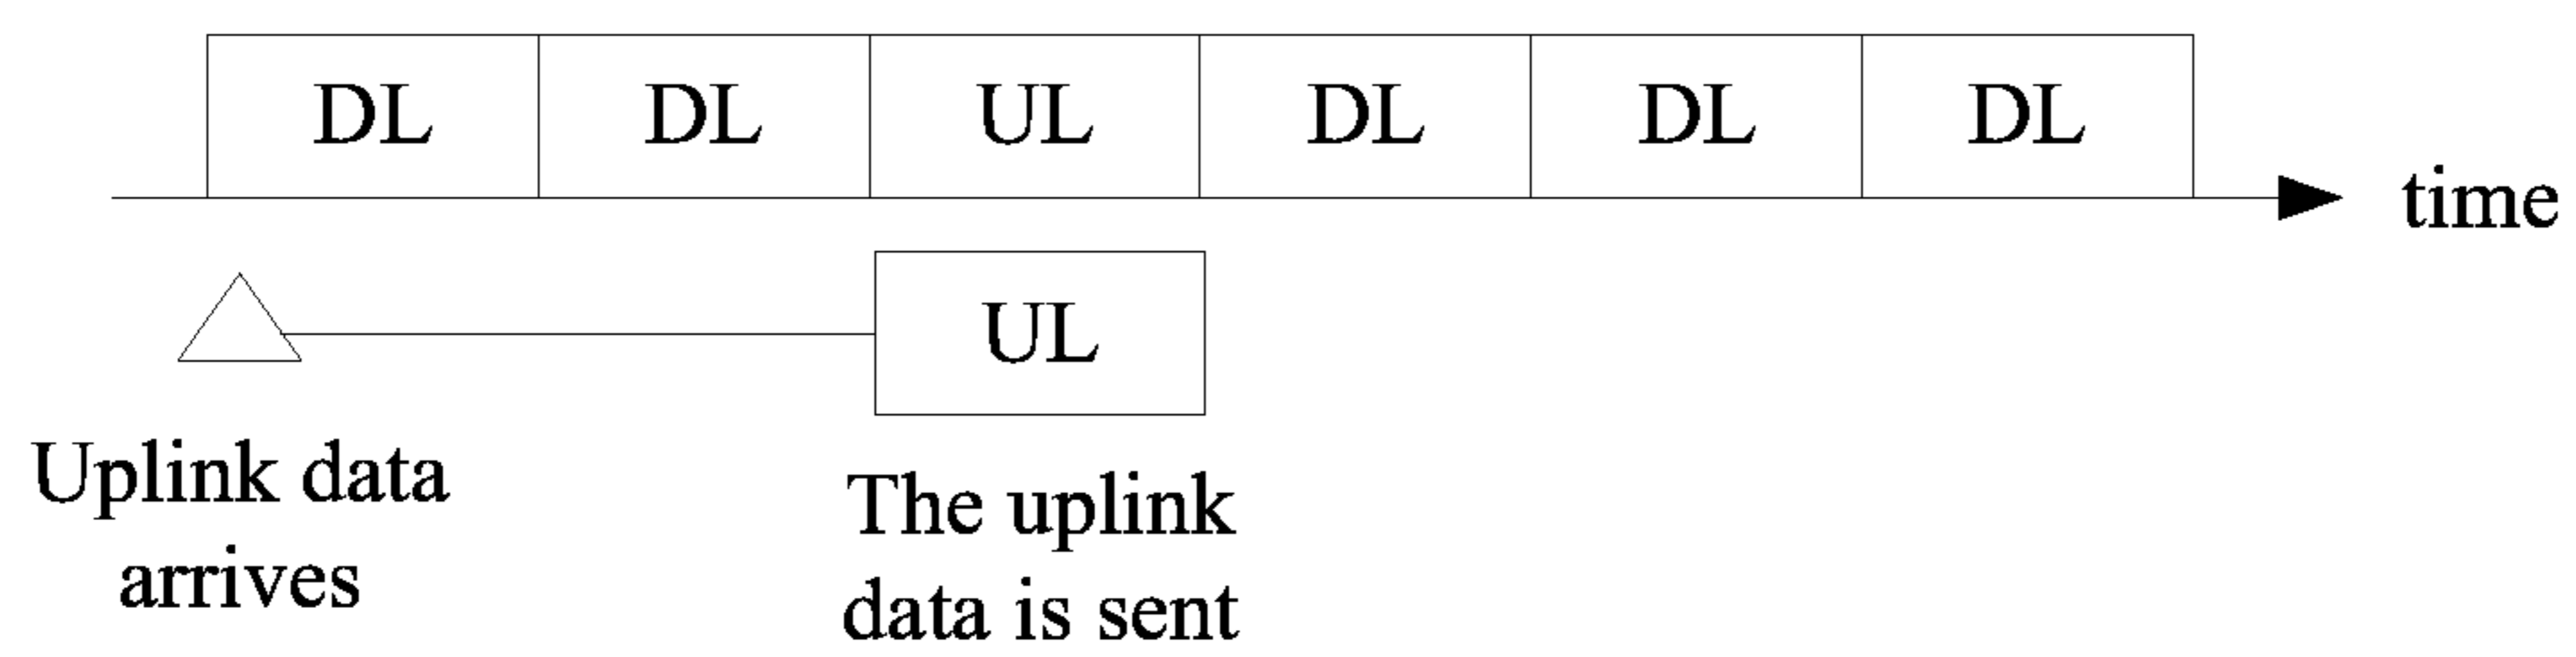 DL DL UL DL DL DL
time
UL
Uplink data
arrives
The uplink
data is sent